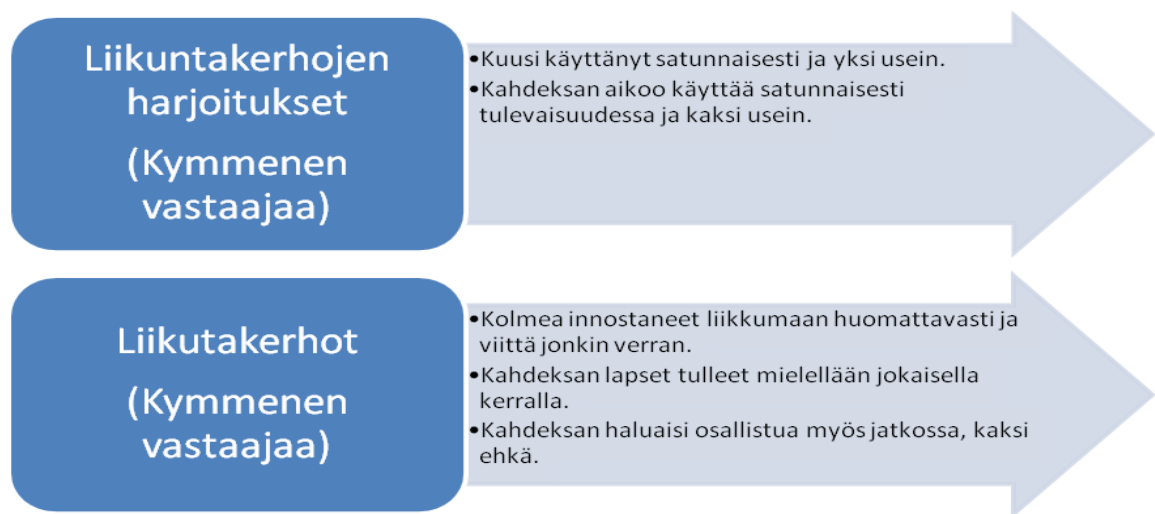 Liikuntakerhojen
harjoitukset
(Kymmenen
vastaajaa)
•Kuusi käyttänyt satunnaisesti ja yksi usein.
•Kahdeksan aikoo käyttää satunnaisesti
tulevaisuudessa ja kaksi usein.
Liikutakerhot
(Kymmenen
vastaajaa)
•Kolmea innostaneet liikkumaan huomattavasti ja
viittä jonkin verran.
•Kahdeksan lapset tulleet mielellään jokaisella
kerralla.
•Kahdeksan haluaisi osallistua myös jatkossa, kaksi
ehkä.